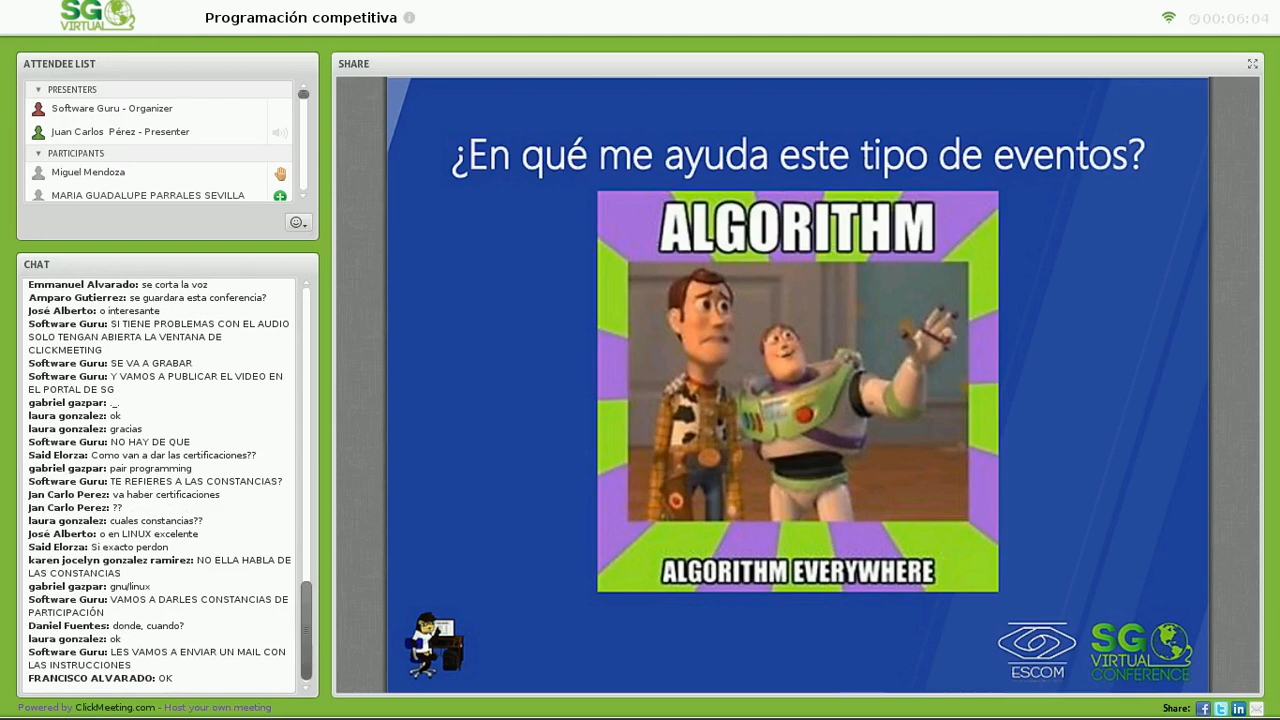 SG
VIRTUAL
Programación competitiva
00:06:04
ATTENDEE LIST
PRESENTERS
Software Guru - Organizer
Juan Carlos Pérez - Presenter
PARTICIPANTS
Miguel Mendoza
MARIA GUADALUPE PARRALES SEVILLA
CHAT
Emmanuel Alvarado: se corta la voz
Amparo Gutierrez: se guardara esta conferencia?
José Alberto: o interesante
Software Guru: SI TIENE PROBLEMAS CON EL AUDIO
SOLO TENGAN ABIERTA LA VENTANA DE
CLICKMEETING
Software Guru: SE VA A GRABAR
Software Guru: Y VAMOS A PUBLICAR EL VIDEO EN
EL PORTAL DE SG
gabriel gazpar: ._.
laura gonzalez: ok
laura gonzalez: gracias
Software Guru: NO HAY DE QUE
Said Elorza: Como van a dar las certificaciones??
gabriel gazpar: pair programming
Software Guru: TE REFIERES A LAS CONSTANCIAS?
Jan Carlo Perez: va haber certificaciones
Jan Carlo Perez: ??
laura gonzalez: cuales constancias??
José Alberto: o en LINUX excelente
Said Elorza: Si exacto perdon
karen jocelyn gonzalez ramirez: NO ELLA HABLA DE
LAS CONSTANCIAS
gabriel gazpar: gnu/linux
Software Guru: VAMOS A DARLES CONSTANCIAS DE
PARTICIPACIÓN
Daniel Fuentes: donde, cuando?
laura gonzalez: ok
Software Guru: LES VAMOS A ENVIAR UN MAIL CON
LAS INSTRUCCIONES
FRANCISCO ALVARADO: OK
SHARE
¿En qué me ayuda este tipo de eventos?
ALGORITHM
ALGORITHM EVERYWHERE
ESCOM
SG
VIRTUAL
CONFERENCE
Powered by ClickMeeting.com - Host your own meeting
Share: